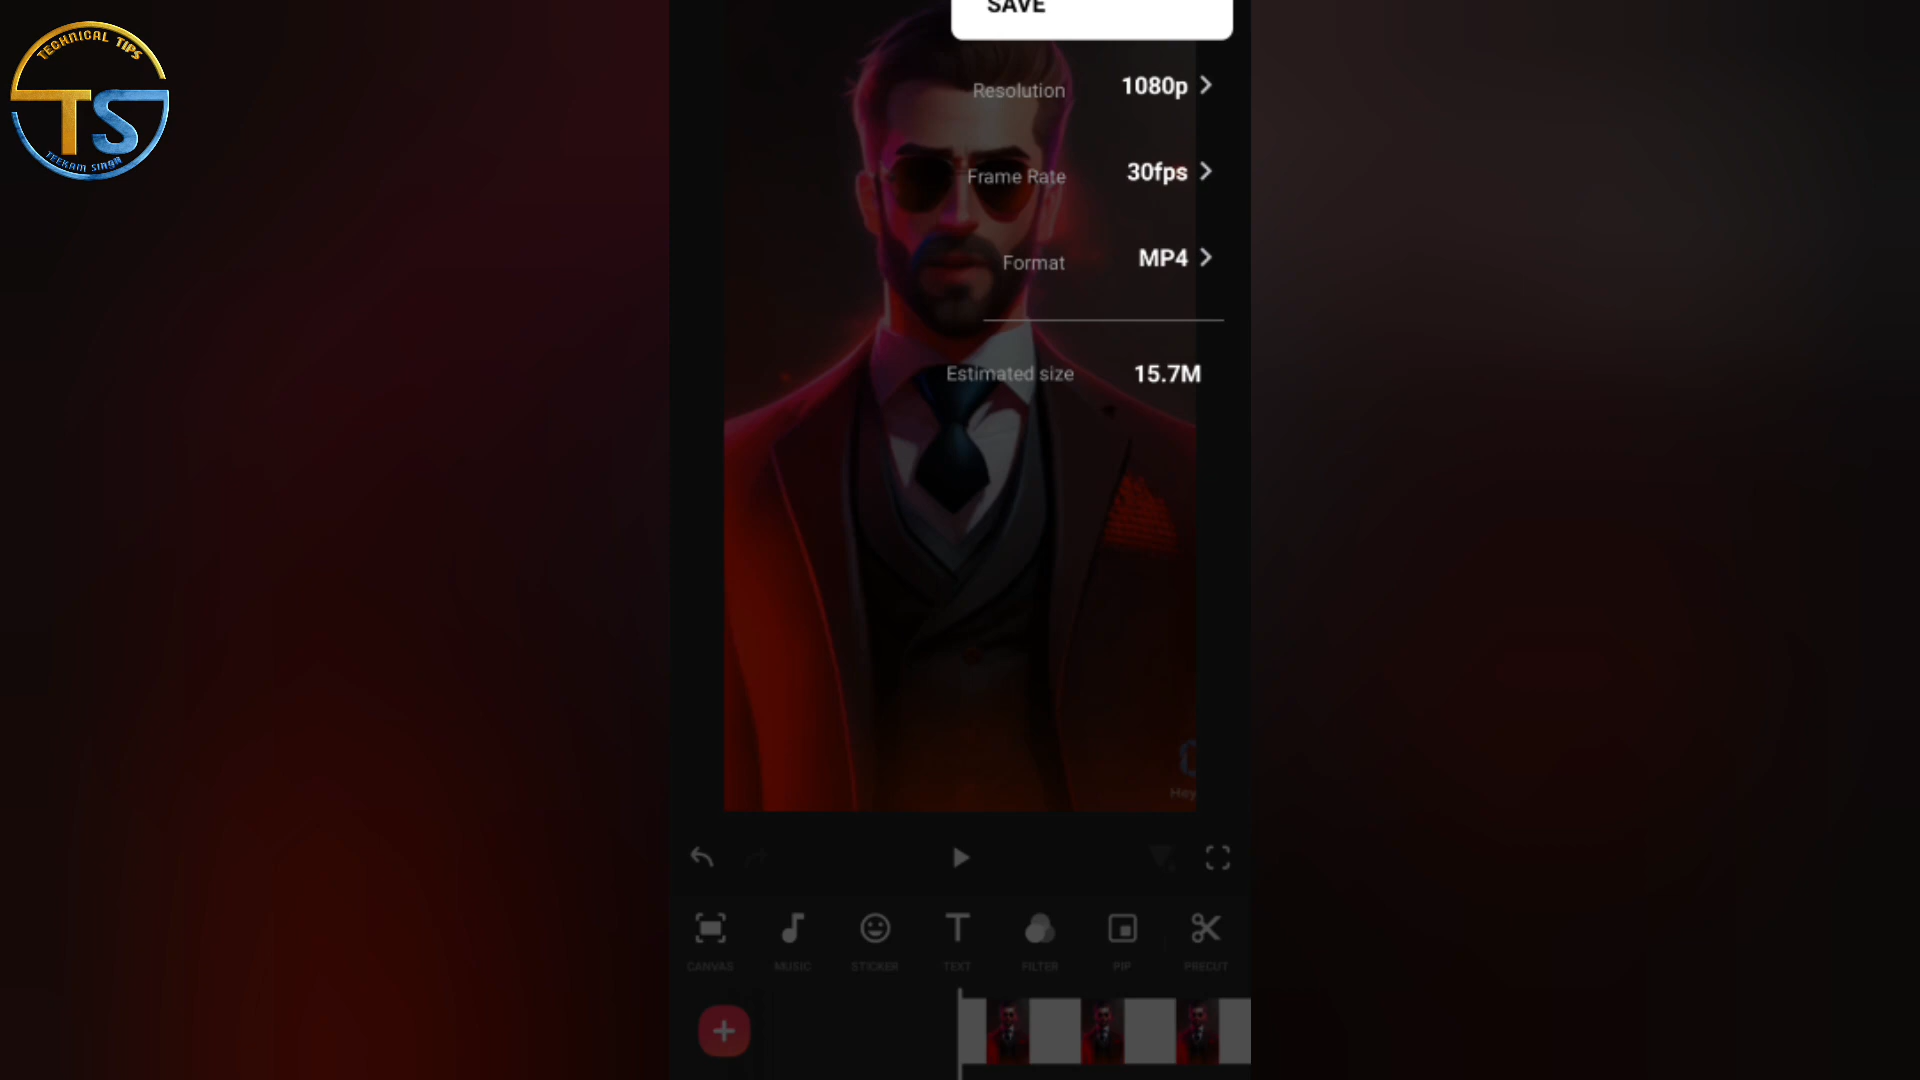 TECHNICAL TIPS
TS
TEEKAM SINGH
SAVE
Resolution 1080p
Frame Rate 30fps
Format MP4
Estimated size 15.7M
Hey
CANVAS MUSIC STICKER TEXT FILTER PIP PRECUT